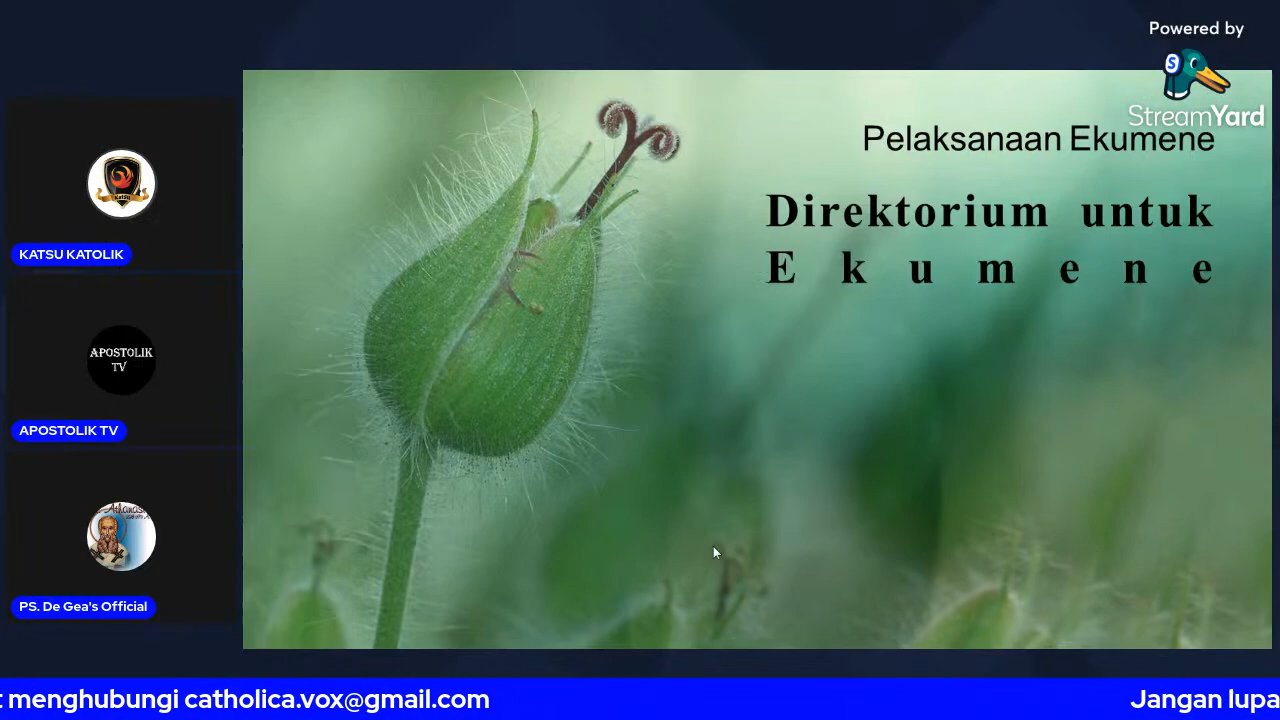 Powered by
StreamYard
Pelaksanaan Ekumene
Direktorium untuk
Ekumene
KATSU KATOLIK
APOSTOLIK
TV
APOSTOLIK TV
PS. De Gea's Official
menghubungi catholica.vox@gmail.com
Jangan lupa